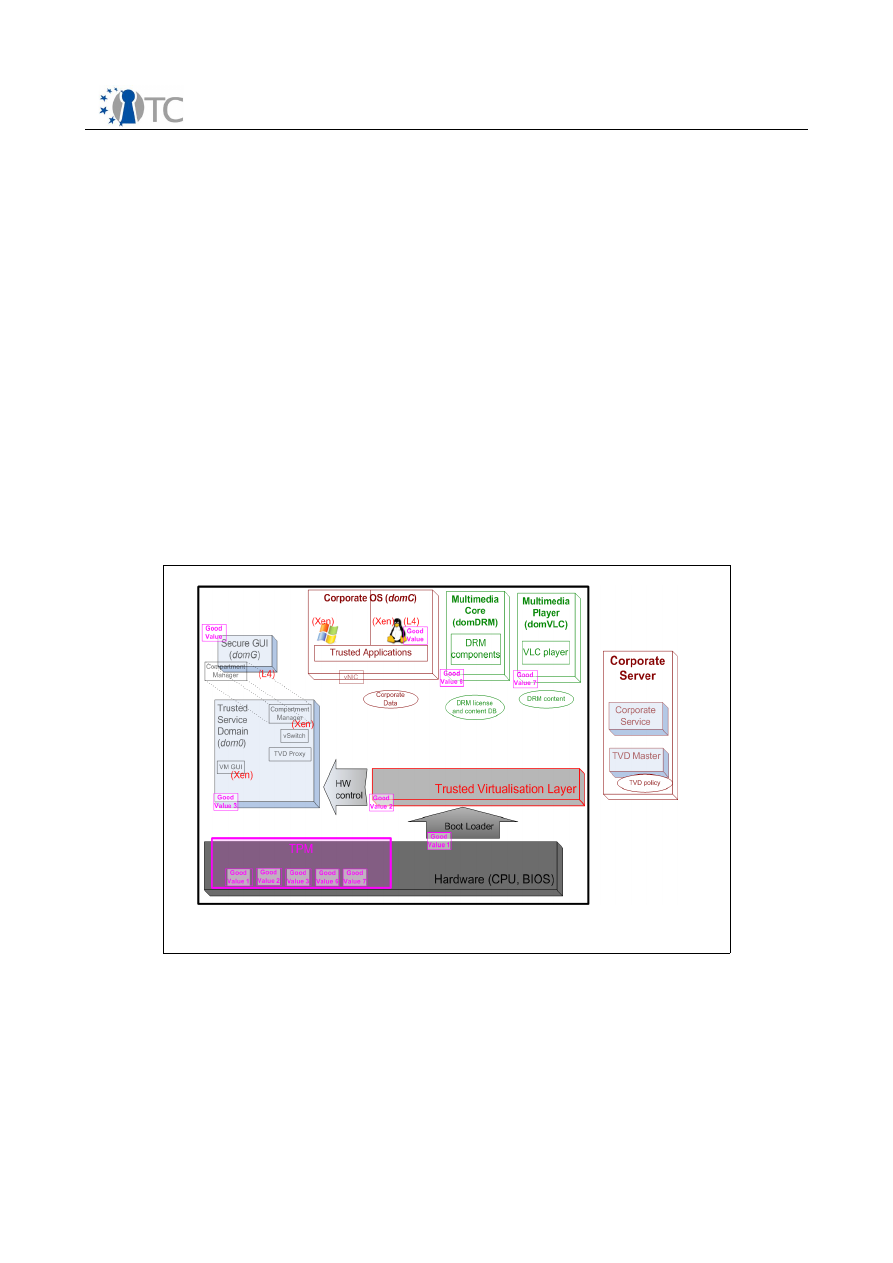 TC
Corporate OS (domC)
(Xen)
(Xen)
(L4)
Good
Value
Trusted Applications
vNIC
Corporate
Data
Multimedia
Core
(domDRM)
DRM
components
Good
Value 6
DRM license
and content DB
Multimedia
Player
(domVLC)
VLC player
Good
Value 7
DRM content
Good
Value
Secure GUI
(domG)
Compartment
Manager
(L4)
Trusted
Service
Domain
(dom0)
Compartment
Manager
(Xen)
vSwitch
TVD Proxy
VM GUI
(Xen)
Good
Value 3
Corporate
Server
Corporate
Service
TVD Master
TVD policy
HW
control
Trusted Virtualisation Layer
Good
Value 2
Boot Loader
Good
Value 1
TPM
Good
Value 1
Good
Value 2
Good
Value 3
Good
Value 6
Good
Value 7
Hardware (CPU, BIOS)